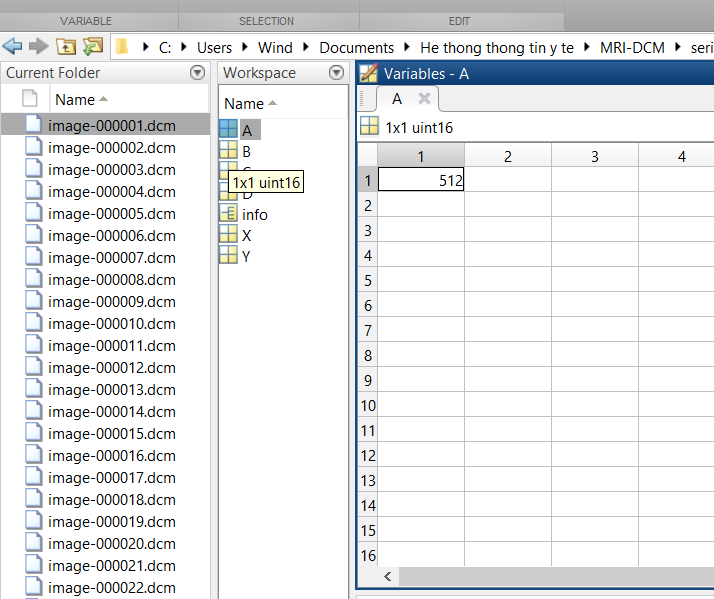 VARIABLE SELECTION EDIT
C: Users Wind Documents He thong thong tin y te MRI-DCM seri
Current Folder
Name
image-000001.dcm
image-000002.dcm
image-000003.dcm
image-000004.dcm
image-000005.dcm
image-000006.dcm
image-000007.dcm
image-000008.dcm
image-000009.dcm
image-000010.dcm
image-000011.dcm
image-000012.dcm
image-000013.dcm
image-000014.dcm
image-000015.dcm
image-000016.dcm
image-000017.dcm
image-000018.dcm
image-000019.dcm
image-000020.dcm
image-000021.dcm
image-000022.dcm
Workspace
Name
A
B
C
1x1 uint16
D
info
X
Y
Variables - A
A
1x1 uint16
1 2 3 4
1 512
2
3
4
5
6
7
8
9
10
11
12
13
14
15
16